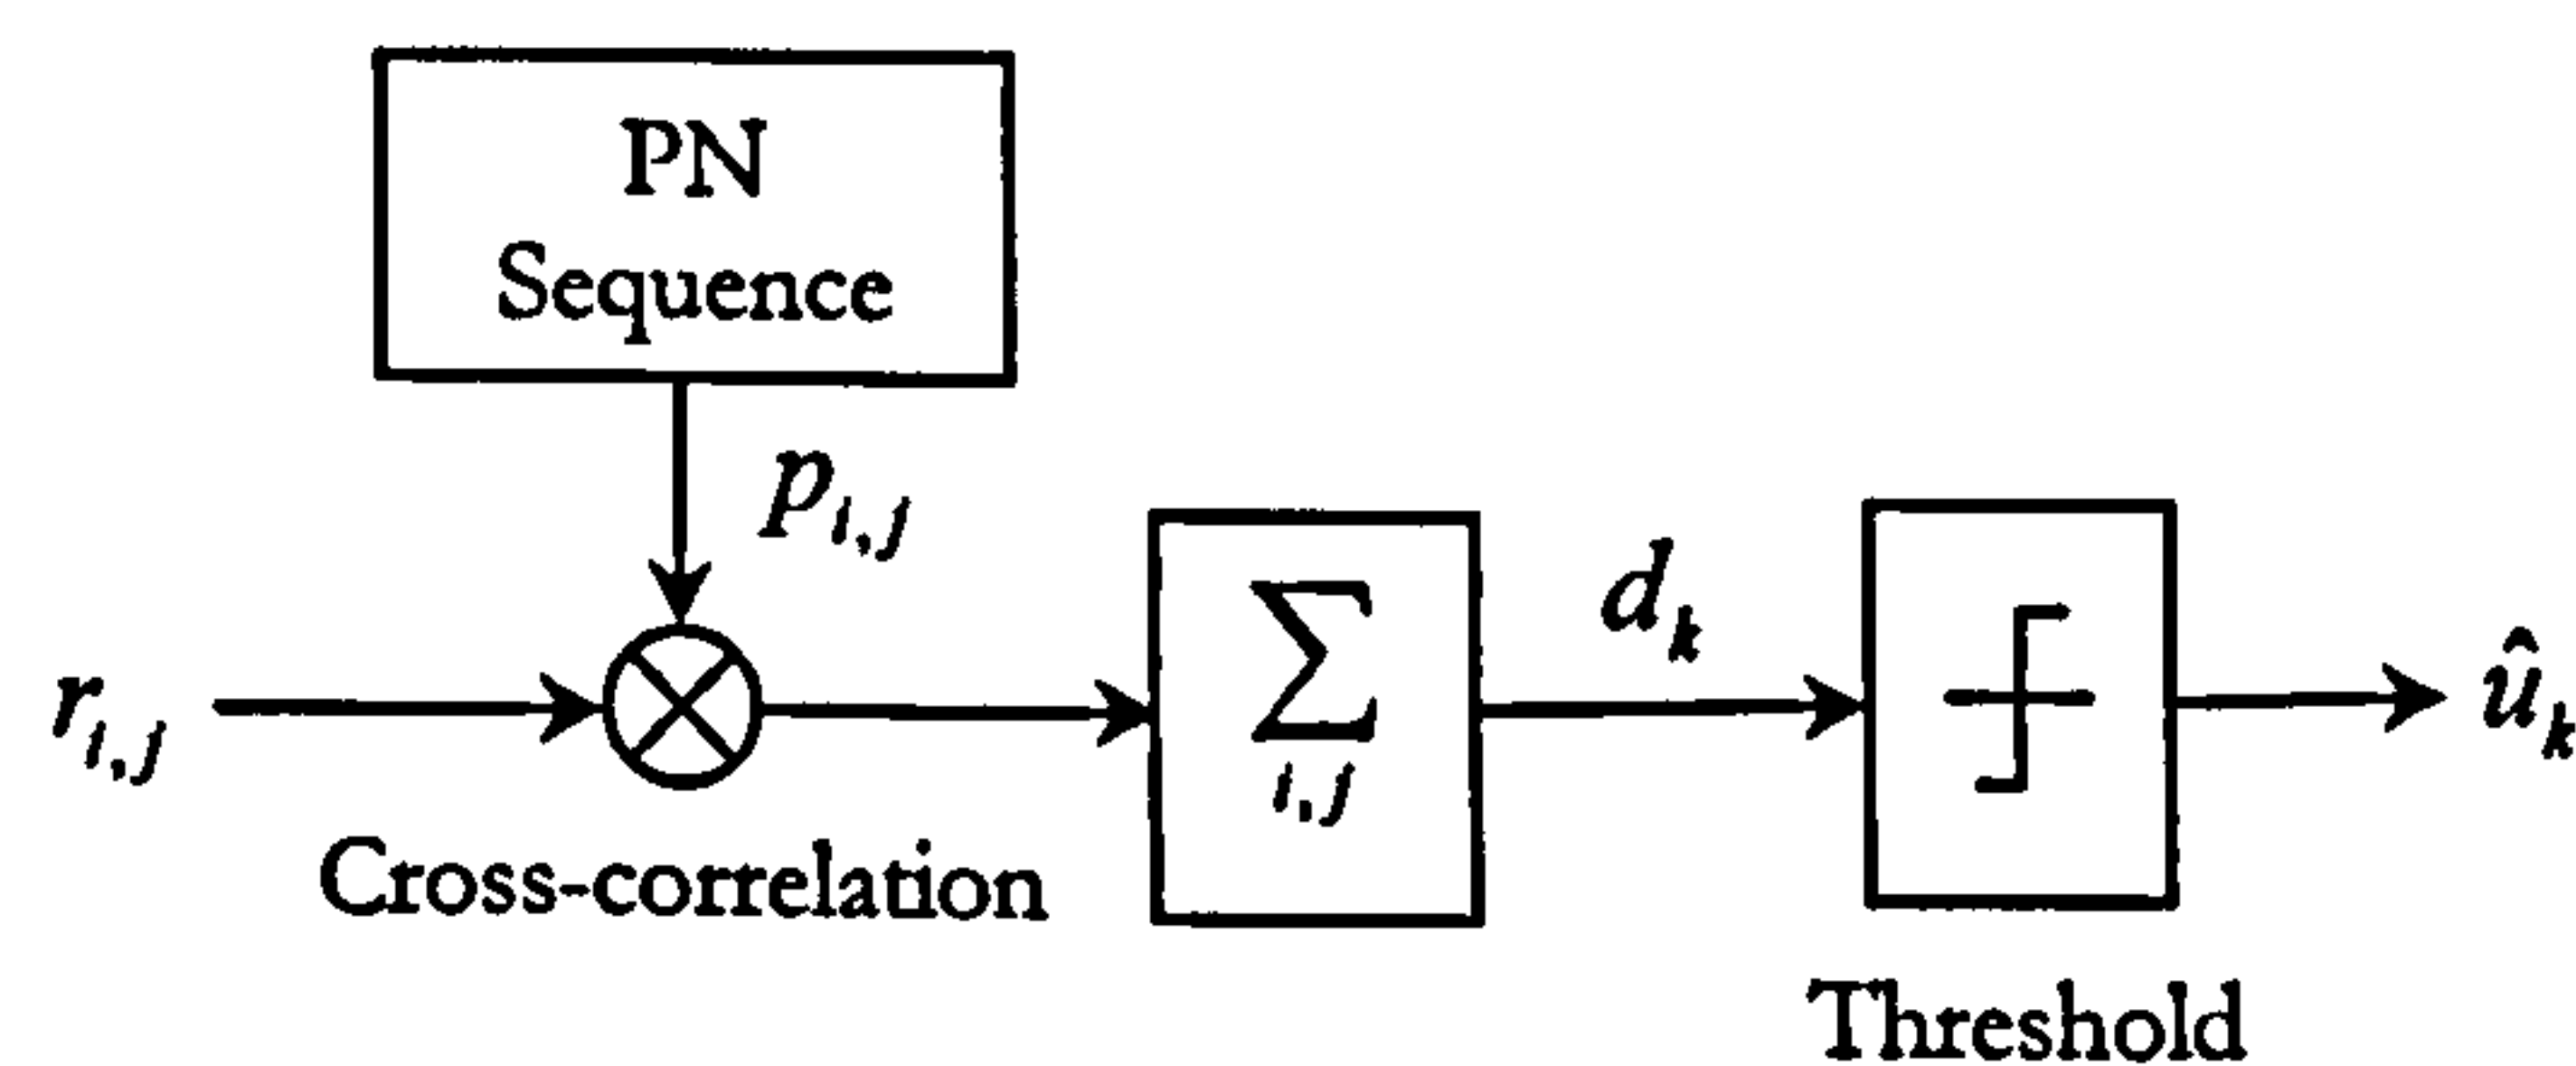 PN
Sequence
p_{i,j}
r_{i,j}
Cross-correlation
∑_{i,j}
d_k
Threshold
û_k